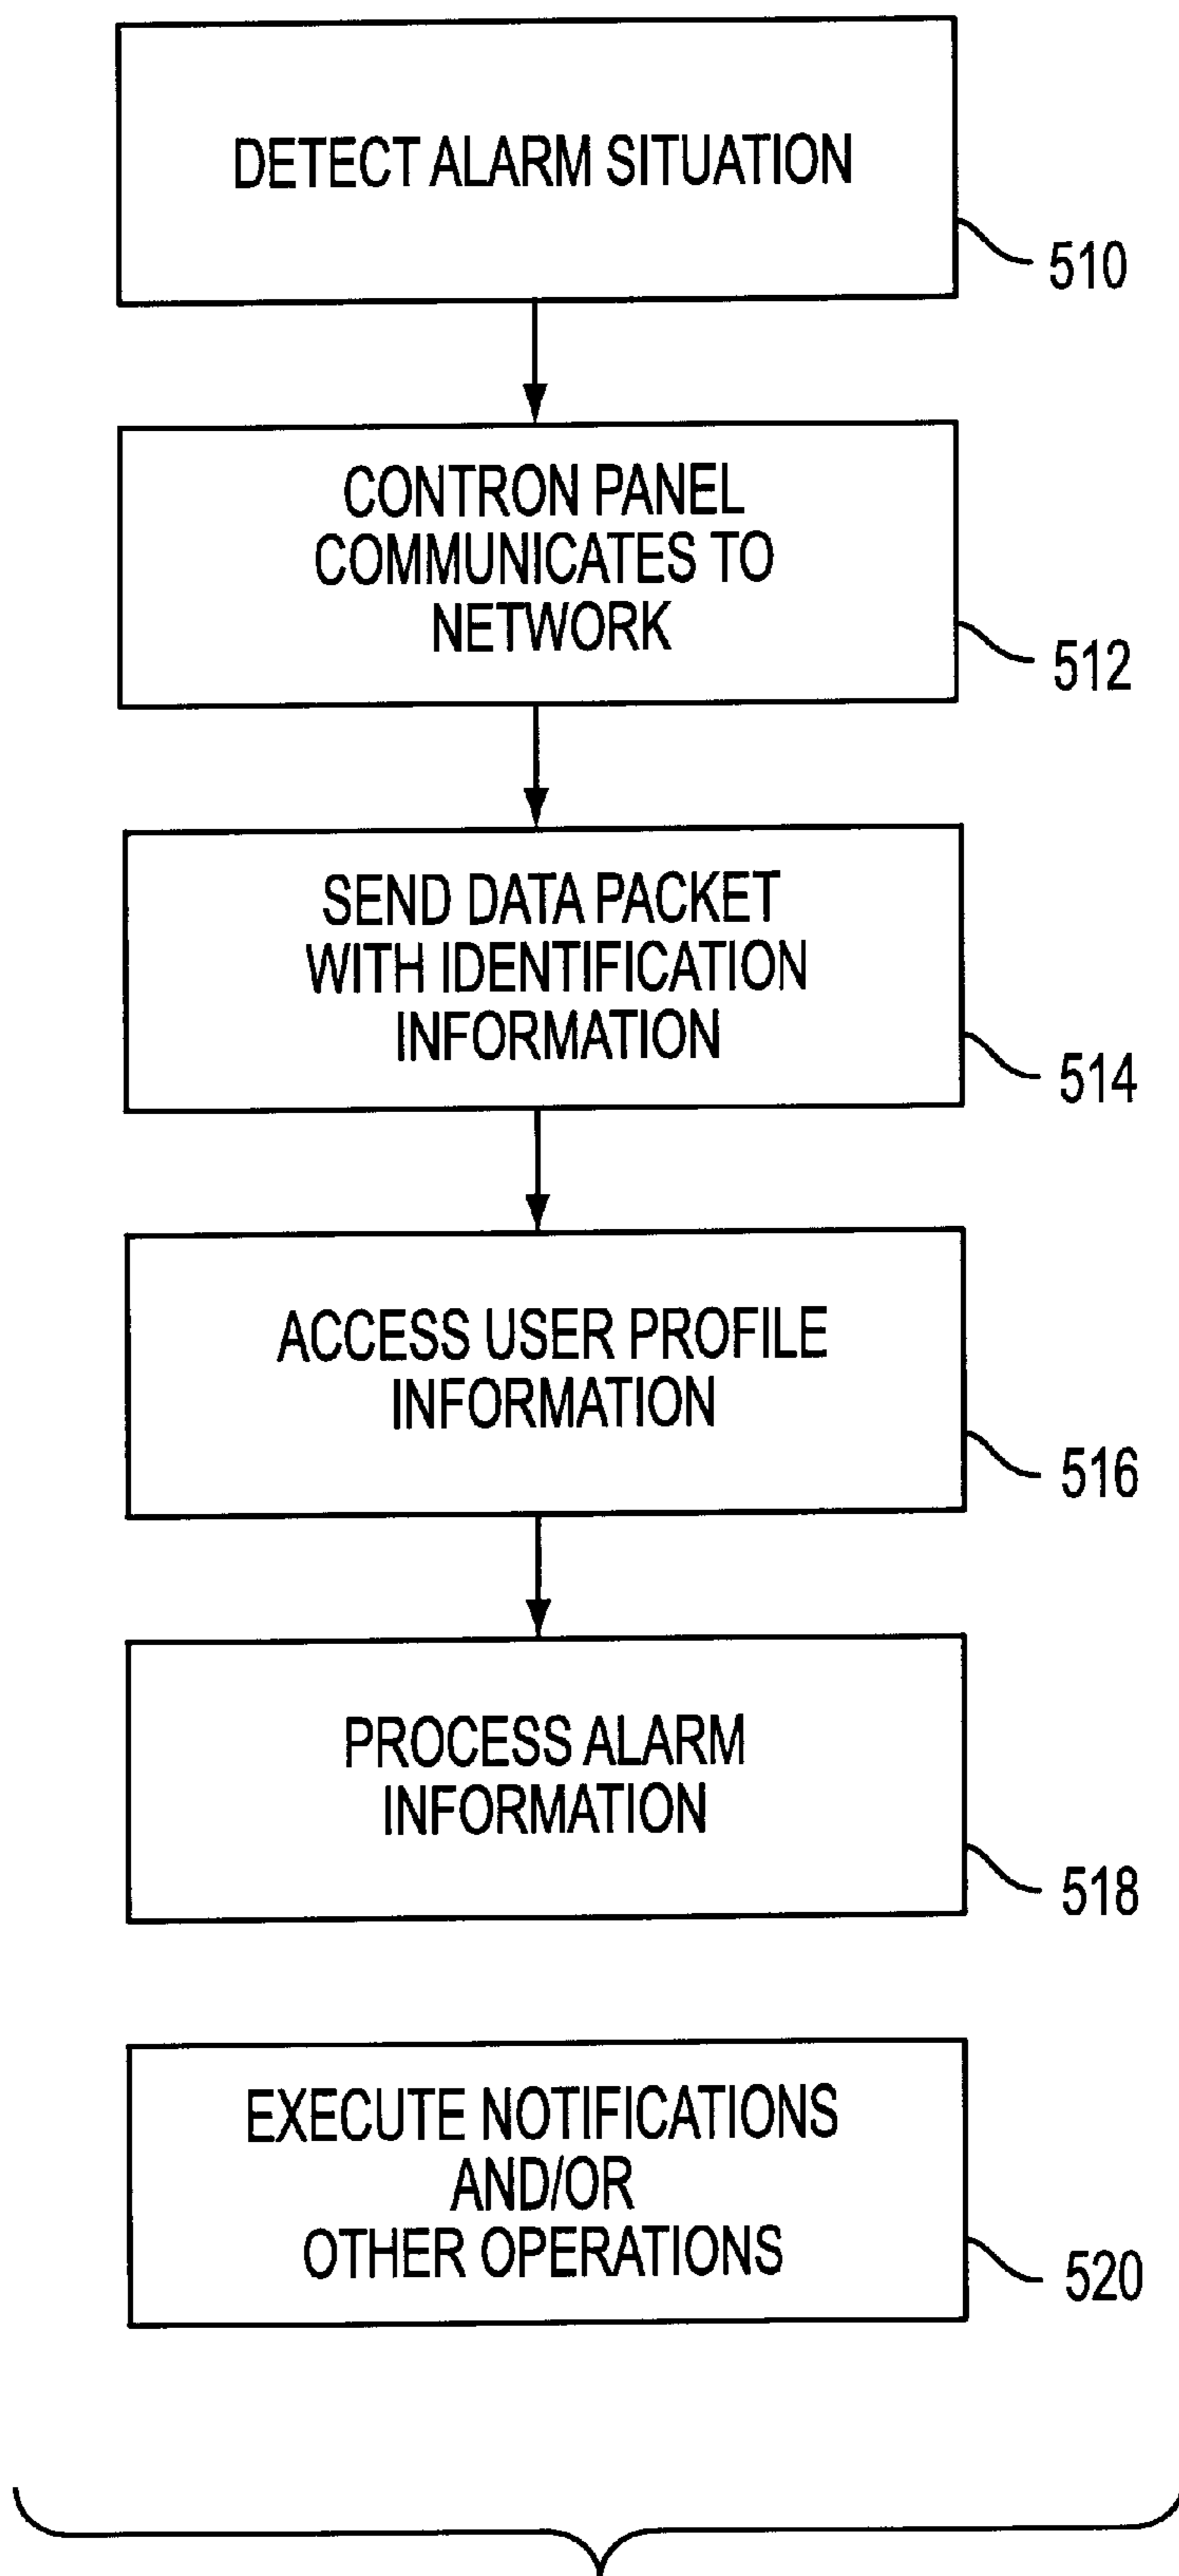 DETECT ALARM SITUATION
510
CONTRON PANEL
COMMUNICATES TO
NETWORK
512
SEND DATA PACKET
WITH IDENTIFICATION
INFORMATION
514
ACCESS USER PROFILE
INFORMATION
516
PROCESS ALARM
INFORMATION
518
EXECUTE NOTIFICATIONS
AND/OR
OTHER OPERATIONS
520